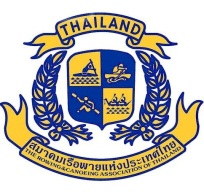 THAILAND
สมาคมเรือพายแห่งประเทศไทย
THE ROWING&CANOEING ASSOCIATION OF THAILAND